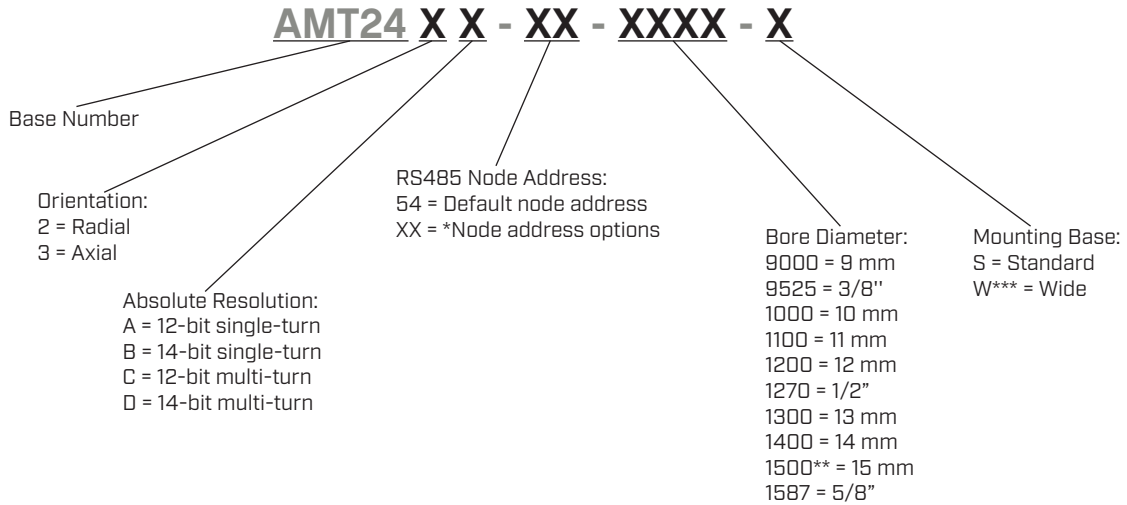 AMT24 X X - XX - XXXX - X
Base Number
Orientation:
2 = Radial
3 = Axial
Absolute Resolution:
A = 12-bit single-turn
B = 14-bit single-turn
C = 12-bit multi-turn
D = 14-bit multi-turn
RS485 Node Address:
54 = Default node address
XX = *Node address options
Bore Diameter:
9000 = 9 mm
9525 = 3/8''
1000 = 10 mm
1100 = 11 mm
1200 = 12 mm
1270 = 1/2”
1300 = 13 mm
1400 = 14 mm
1500** = 15 mm
1587 = 5/8”
Mounting Base:
S = Standard
W*** = Wide